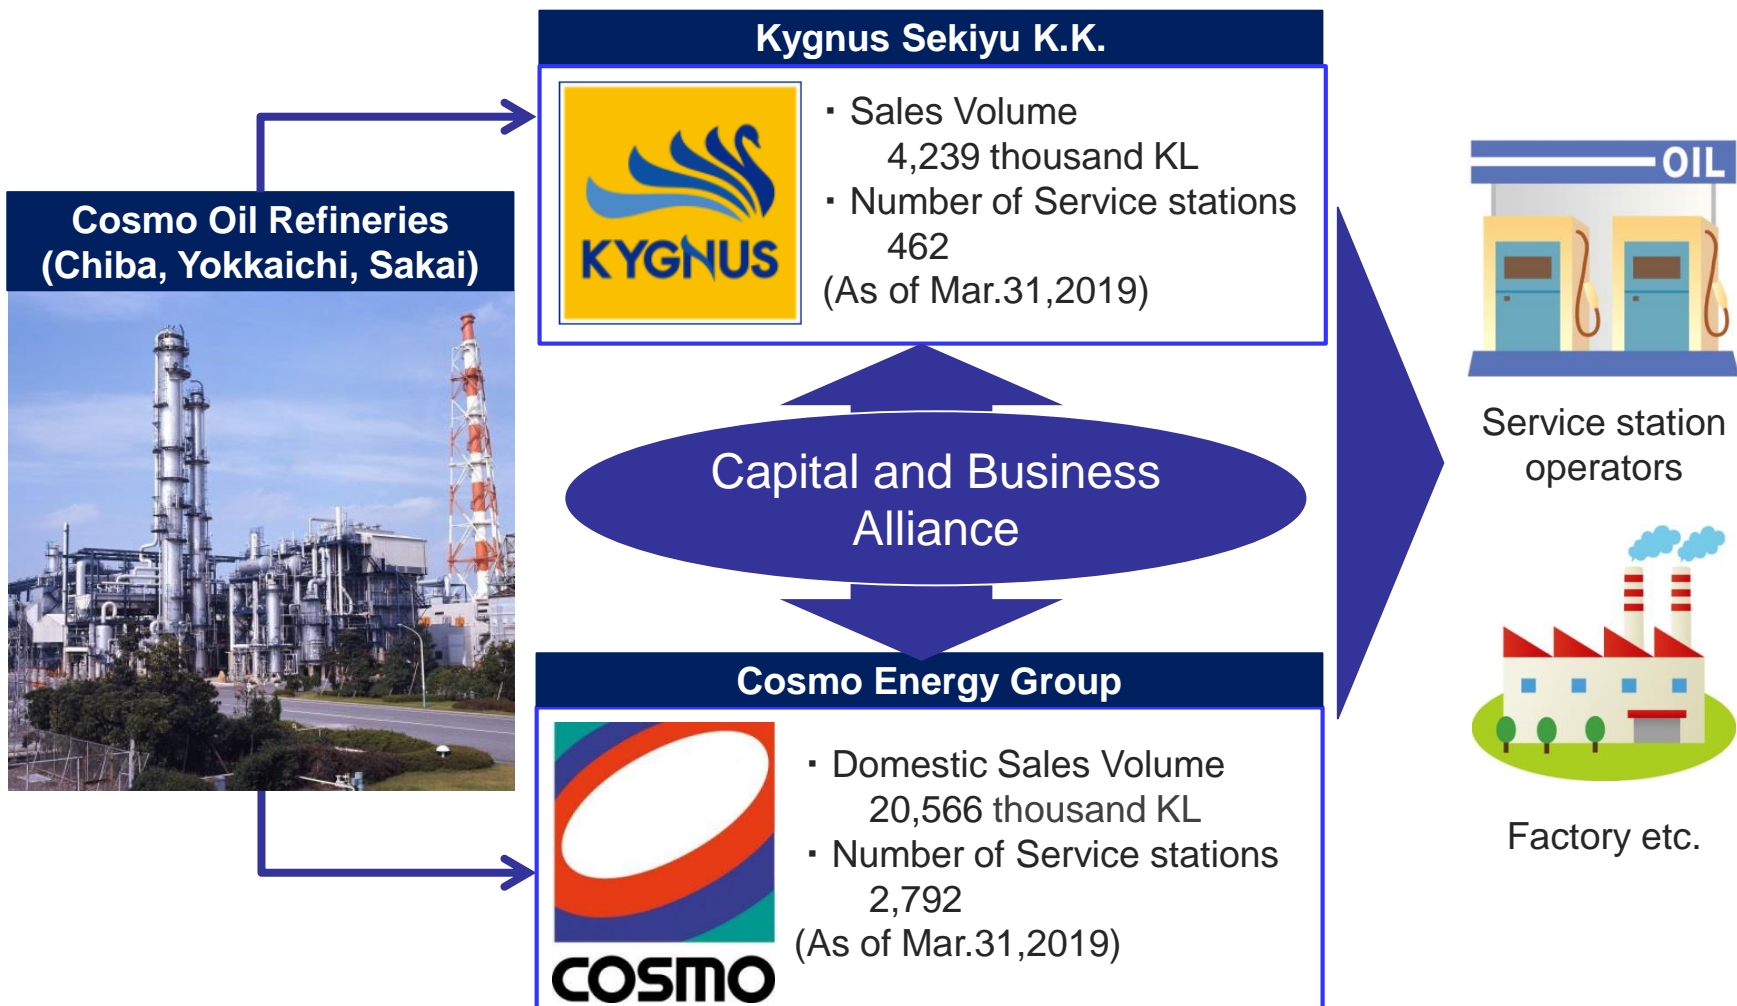 Kygnus Sekiyu K.K.
KYGNUS
・Sales Volume
4,239 thousand KL
・Number of Service stations
462
(As of Mar.31,2019)
Cosmo Oil Refineries
(Chiba, Yokkaichi, Sakai)
OIL
Service station
operators
Capital and Business
Alliance
Cosmo Energy Group
COSMO
・Domestic Sales Volume
20,566 thousand KL
・Number of Service stations
2,792
(As of Mar.31,2019)
Factory etc.